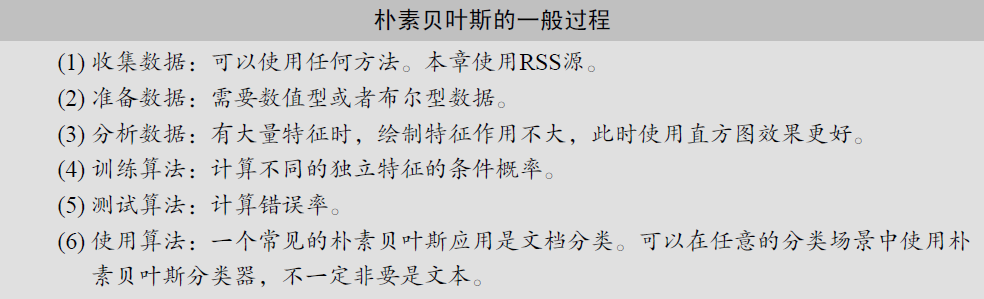 朴素贝叶斯的一般过程
(1) 收集数据：可以使用任何方法。本章使用RSS源。
(2) 准备数据：需要数值型或者布尔型数据。
(3) 分析数据：有大量特征时，绘制特征作用不大，此时使用直方图效果更好。
(4) 训练算法：计算不同的独立特征的条件概率。
(5) 测试算法：计算错误率。
(6) 使用算法：一个常见的朴素贝叶斯应用是文档分类。可以在任意的分类场景中使用朴
素贝叶斯分类器，不一定非要是文本。